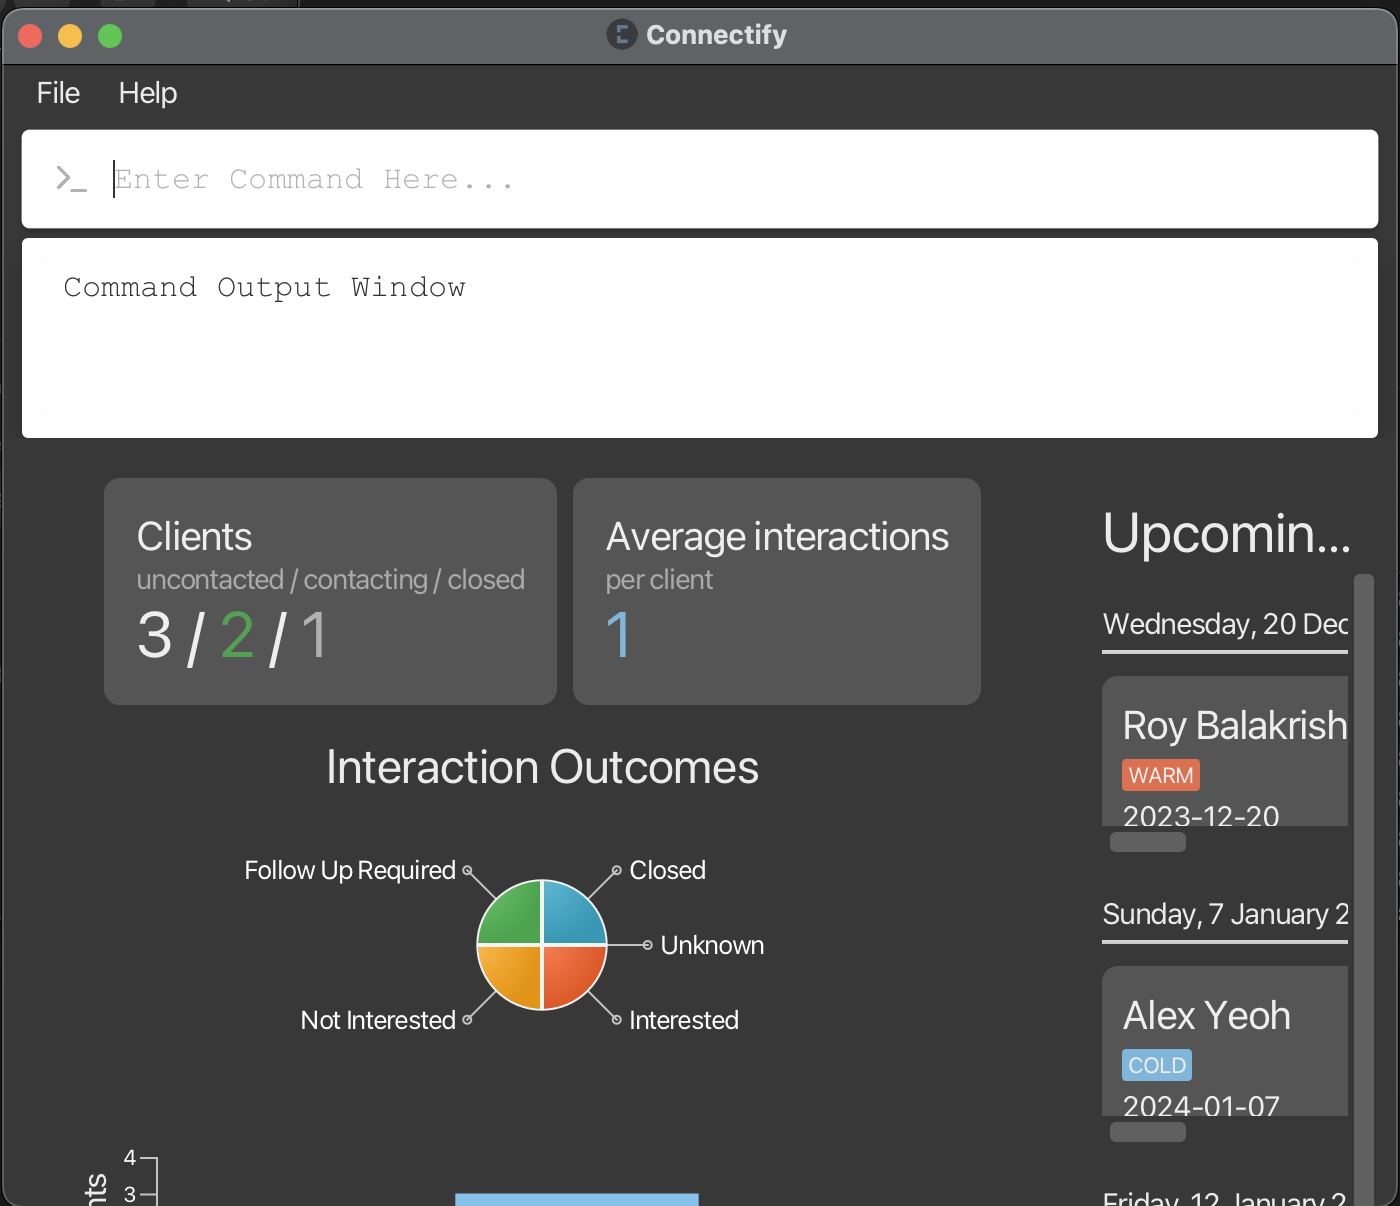 Connectify
File Help
>_ Enter Command Here...
Command Output Window
Clients
uncontacted / contacting / closed
3 / 2 / 1
Average interactions
per client
1
Interaction Outcomes
Follow Up Required
Closed
Unknown
Not Interested
Interested
4
3
Upcomin...
Wednesday, 20 Dec
Roy Balakrish
WARM
2023-12-20
Sunday, 7 January 2
Alex Yeoh
COLD
2024-01-07
Friday, 12 January 2